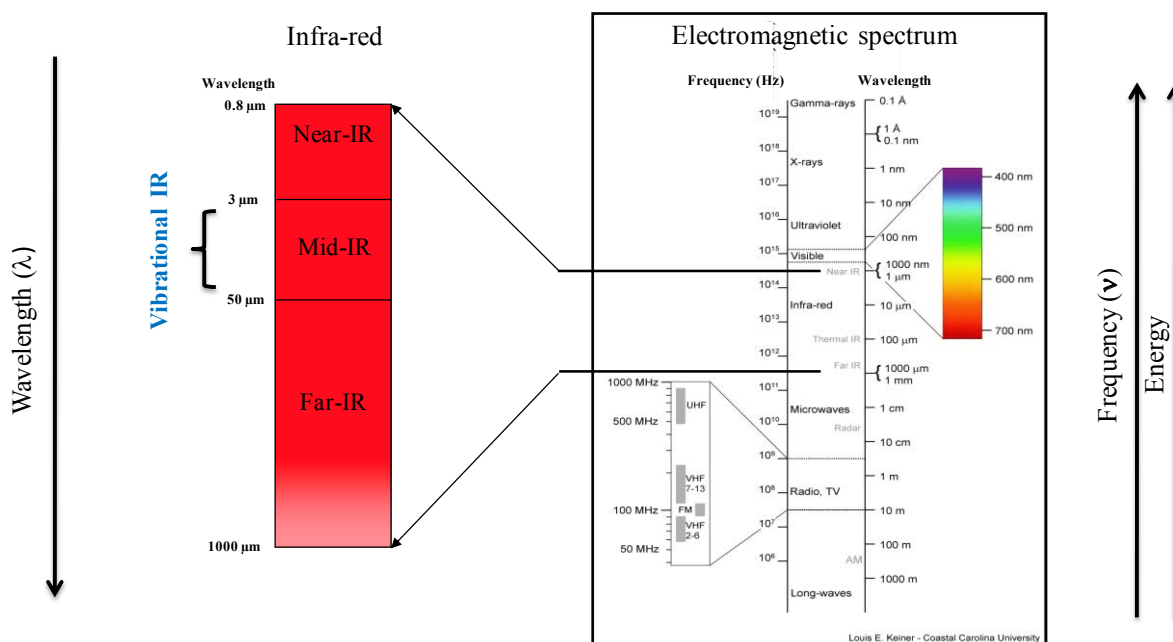 Infra-red
Wavelength
0.8 µm
Near-IR
3 µm
Mid-IR
50 µm
Far-IR
1000 µm
Vibrational IR
Wavelength (λ)
Electromagnetic spectrum
Frequency (Hz)
Wavelength
10¹⁹
10¹⁸
10¹⁷
10¹⁶
10¹⁵
10¹⁴
10¹³
10¹²
10¹¹
10¹⁰
10⁹
10⁸
10⁷
10⁶
Gamma-rays
X-rays
Ultraviolet
Visible
Near IR
Infra-red
Thermal IR
Far IR
Microwaves
Radar
Radio, TV
AM
Long-waves
0.1 Å
1 Å
0.1 nm
1 nm
10 nm
100 nm
1000 nm
1 µm
10 µm
100 µm
1000 µm
1 mm
1 cm
10 cm
1 m
10 m
100 m
1000 m
400 nm
500 nm
600 nm
700 nm
1000 MHz
500 MHz
100 MHz
50 MHz
UHF
VHF
7-13
FM
VHF
2-6
Louis E. Keiner - Coastal Carolina University
Frequency (ν)
Energy